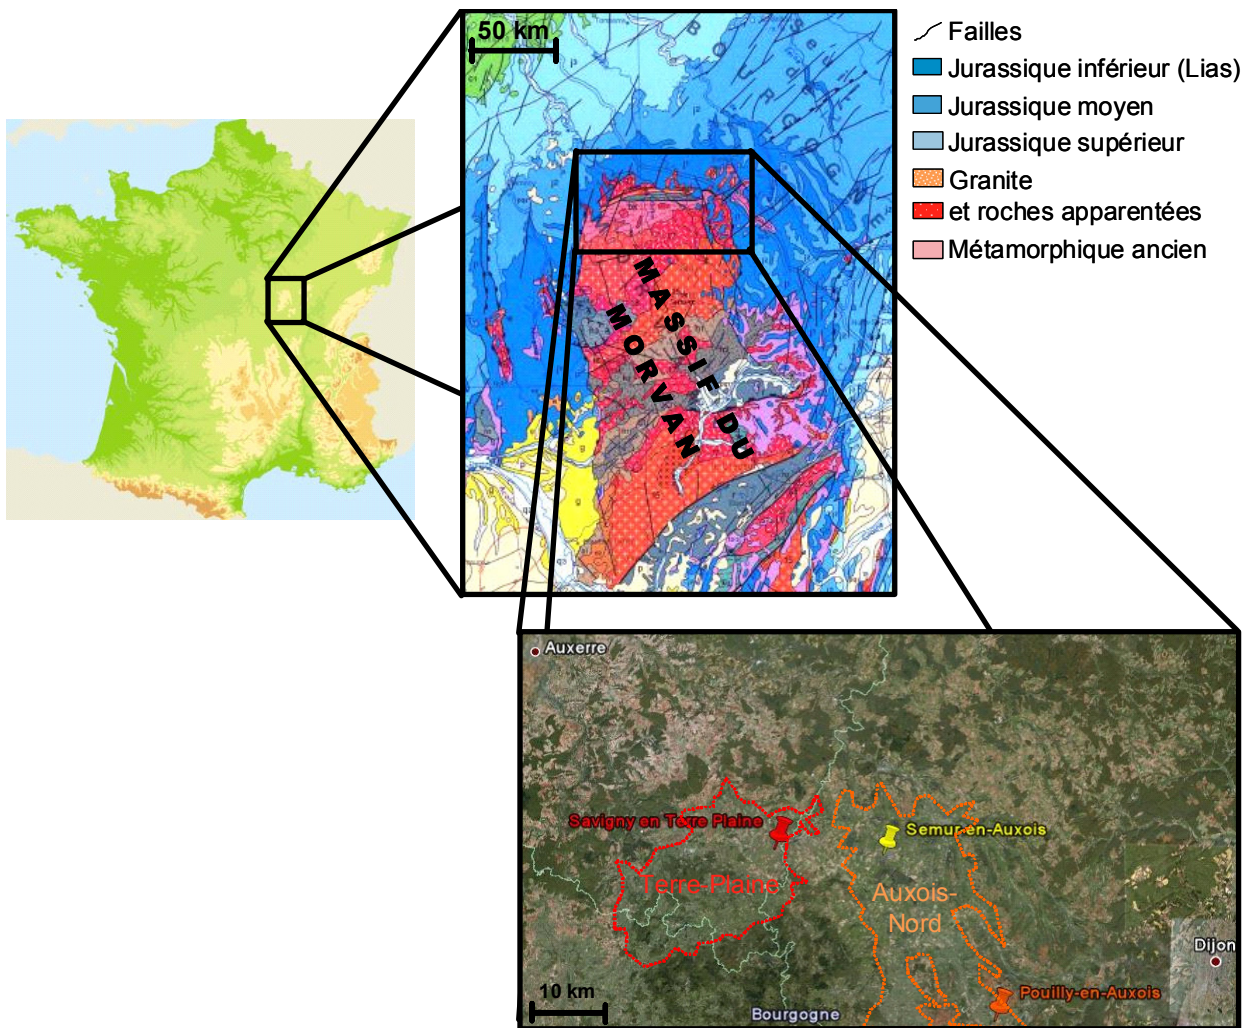 50 km
Failles
Jurassique inférieur (Lias)
Jurassique moyen
Jurassique supérieur
Granite
et roches apparentées
Métamorphique ancien
MASSIF DU
MORVAN
Auxerre
Savigny en Terre Plaine
Semur-en-Auxois
Terre-Plaine
Auxois-
Nord
Dijon
10 km
Pouilly-en-Auxois
Bourgogne